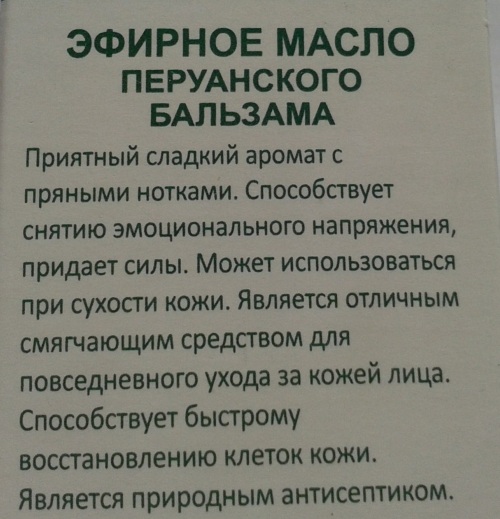 ЭФИРНОЕ МАСЛО
ПЕРУАНСКОГО
БАЛЬЗАМА
Приятный сладкий аромат с
пряными нотками. Способствует
снятию эмоционального напряжения,
придает силы. Может использоваться
при сухости кожи. Является отличным
смягчающим средством для
повседневного ухода за кожей лица.
Способствует быстрому
восстановлению клеток кожи.
Является природным антисептиком.